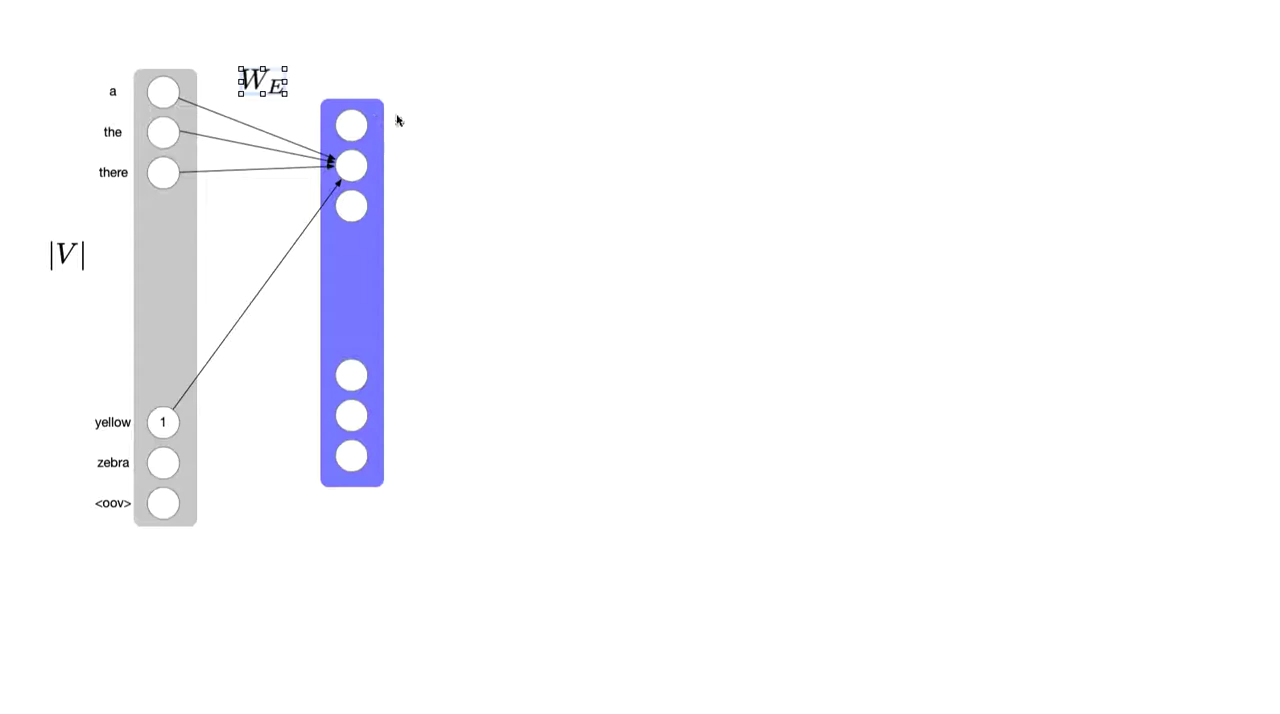 W_E
a
the
there
|V|
yellow 1
zebra
<oov>